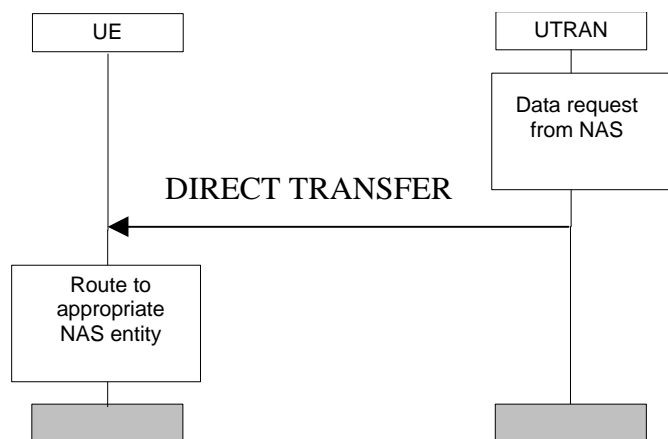 UE
UTRAN
Data request
from NAS
DIRECT TRANSFER
Route to
appropriate
NAS entity